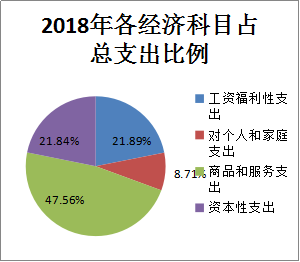 2018年各经济科目占
总支出比例
21.84%
21.89%
8.71%
47.56%
工资福利性支
出
对个人和家庭
支出
商品和服务支
出
资本性支出